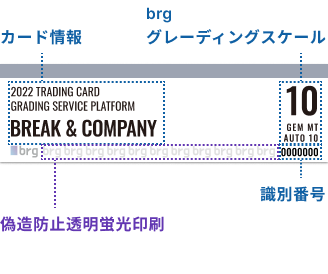 brg
カード情報
グレーディングスケール
2022 TRADING CARD
GRADING SERVICE PLATFORM
BREAK & COMPANY
10
GEM MT
AUTO 10
brg brg brg brg brg brg brg brg brg brg brg brg
0000000
識別番号
偽造防止透明蛍光印刷